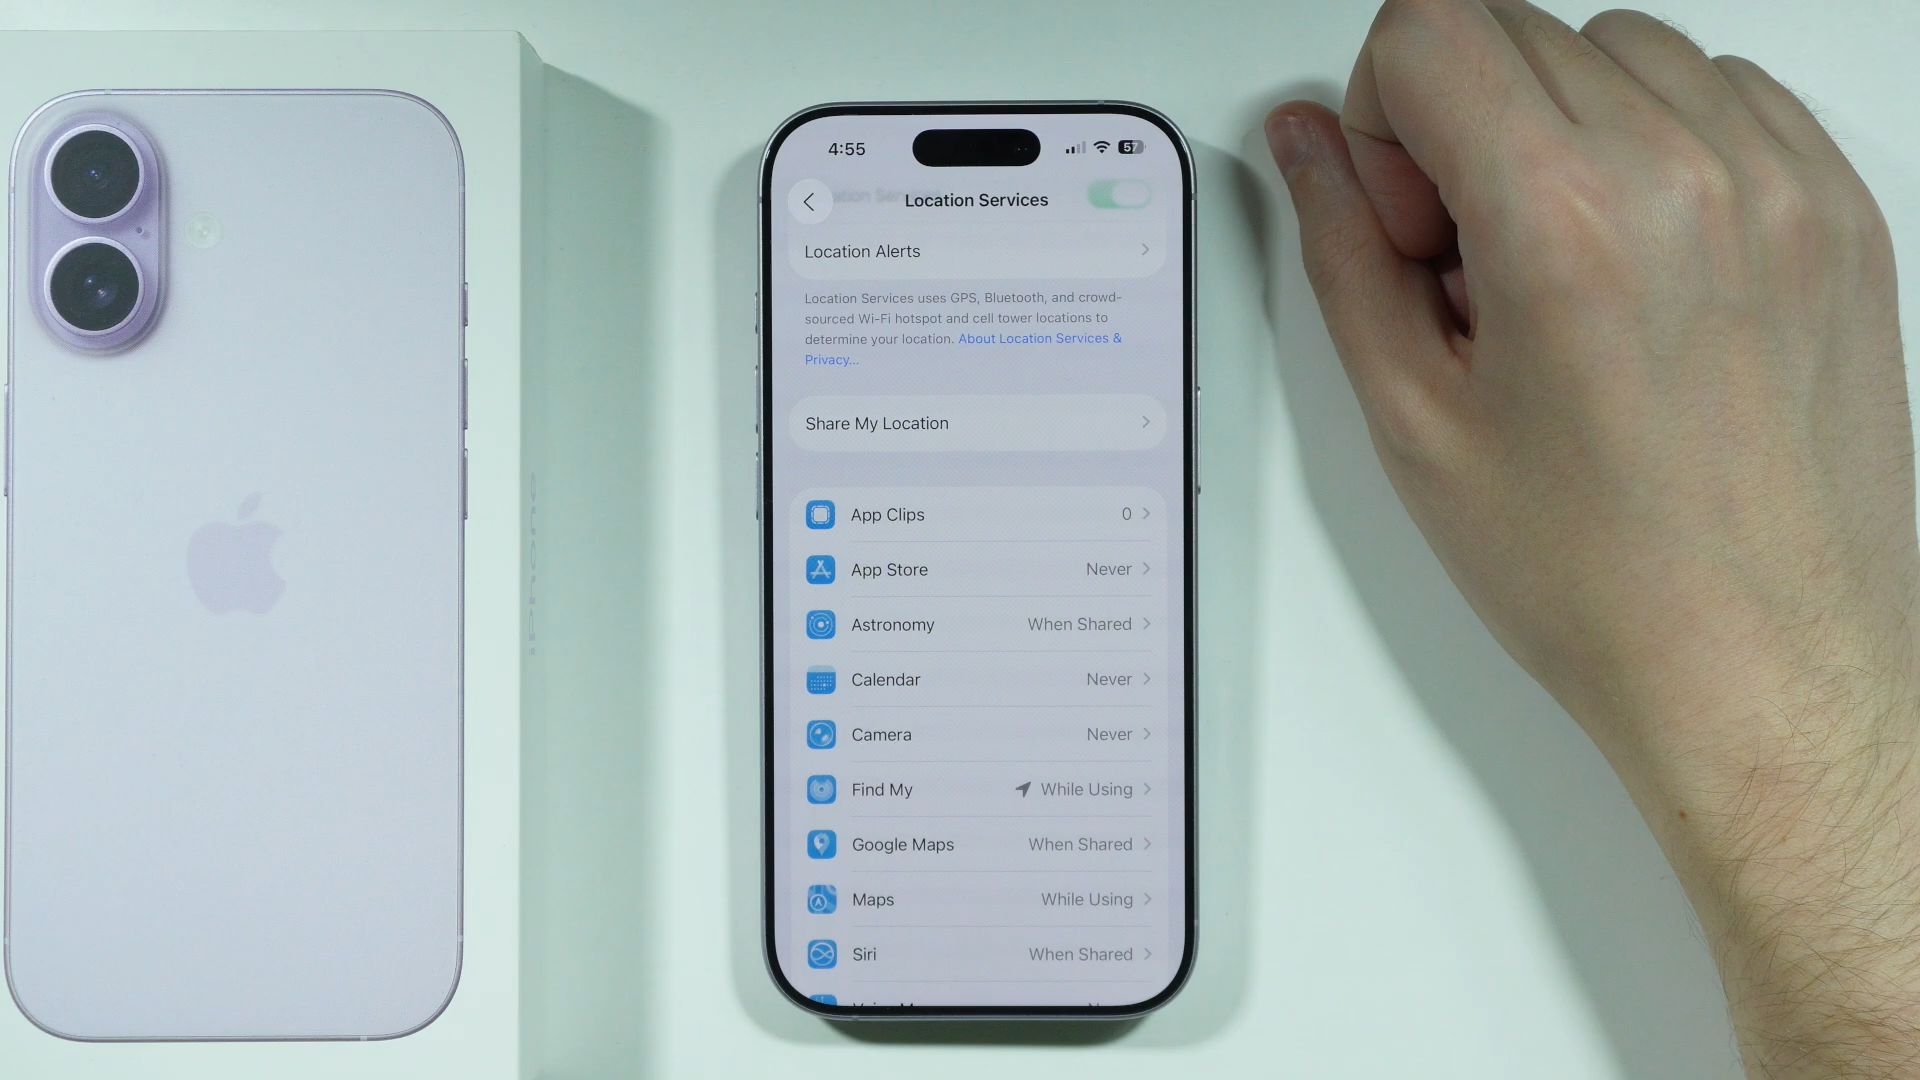 4:55
57
Location Services
Location Alerts
Location Services uses GPS, Bluetooth, and crowd-
sourced Wi-Fi hotspot and cell tower locations to
determine your location. About Location Services &
Privacy...
Share My Location
App Clips 0
App Store Never
Astronomy When Shared
Calendar Never
Camera Never
Find My While Using
Google Maps When Shared
Maps While Using
Siri When Shared
iPhone